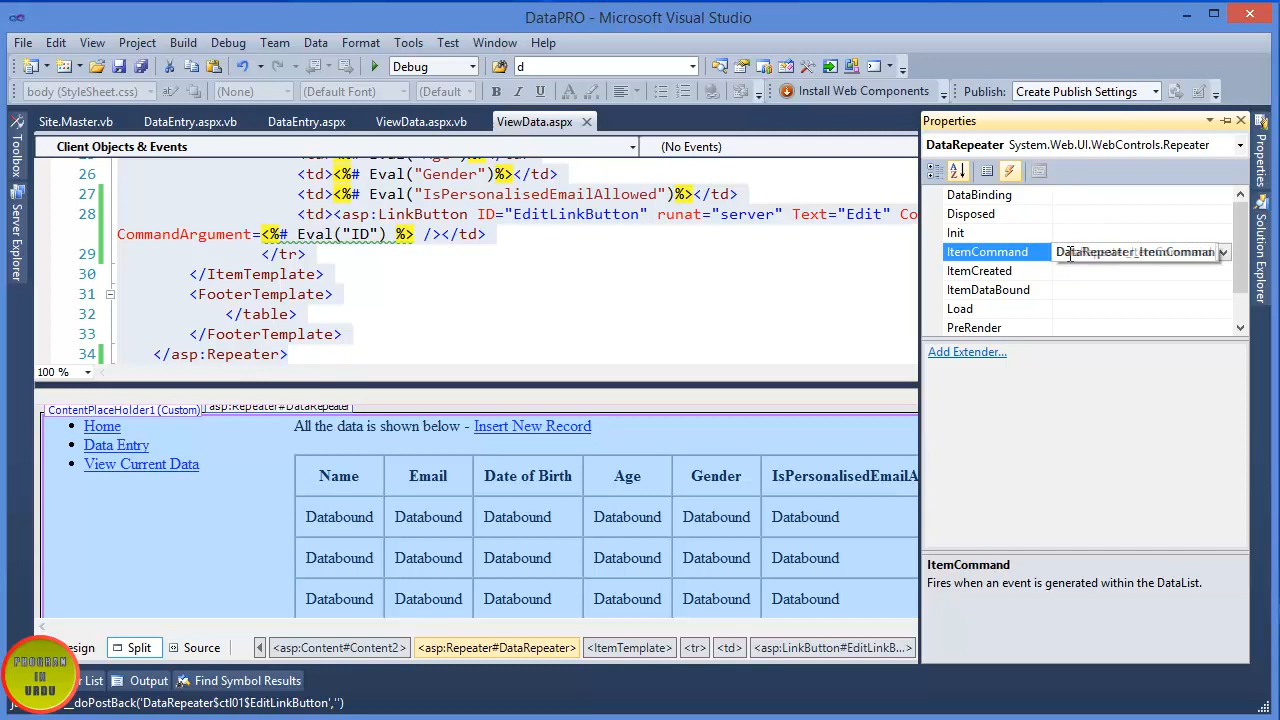 DataPRO - Microsoft Visual Studio
File Edit View Project Build Debug Team Data Format Tools Test Window Help
Debug d
body (StyleSheet.css) (None) (Default Font) (Default Install Web Components Publish: Create Publish Settings
Site.Master.vb DataEntry.aspx.vb DataEntry.aspx ViewData.aspx.vb ViewData.aspx
Client Objects & Events (No Events)
26 <td><%# Eval("Gender")%></td>
27 <td><%# Eval("IsPersonalisedEmailAllowed")%></td>
28 <td><asp:LinkButton ID="EditLinkButton" runat="server" Text="Edit" Co
CommandArgument=<%# Eval("ID") %> /></td>
29 </tr>
30 </ItemTemplate>
31 <FooterTemplate>
32 </table>
33 </FooterTemplate>
34 </asp:Repeater>
100 %
ContentPlaceHolder1 (Custom) asp:Repeater#DataRepeater
Home
Data Entry
View Current Data
All the data is shown below - Insert New Record
Name Email Date of Birth Age Gender IsPersonalisedEmailA
Databound Databound Databound Databound Databound Databound
Databound Databound Databound Databound Databound Databound
Databound Databound Databound Databound Databound Databound
esign Split Source <asp:Content#Content2> <asp:Repeater#DataRepeater> <ItemTemplate> <tr> <td> <asp:LinkButton#EditLinkB...>
List Output Find Symbol Results
__doPostBack('DataRepeater$ctl01$EditLinkButton','')
Toolbox
Server Explorer
Properties
DataRepeater System.Web.UI.WebControls.Repeater
DataBinding
Disposed
Init
ItemCommand DataRepeater_ItemComman
ItemCreated
ItemDataBound
Load
PreRender
Add Extender...
ItemCommand
Fires when an event is generated within the DataList.
Properties
Solution Explorer
PROGRAM
IN
URDU